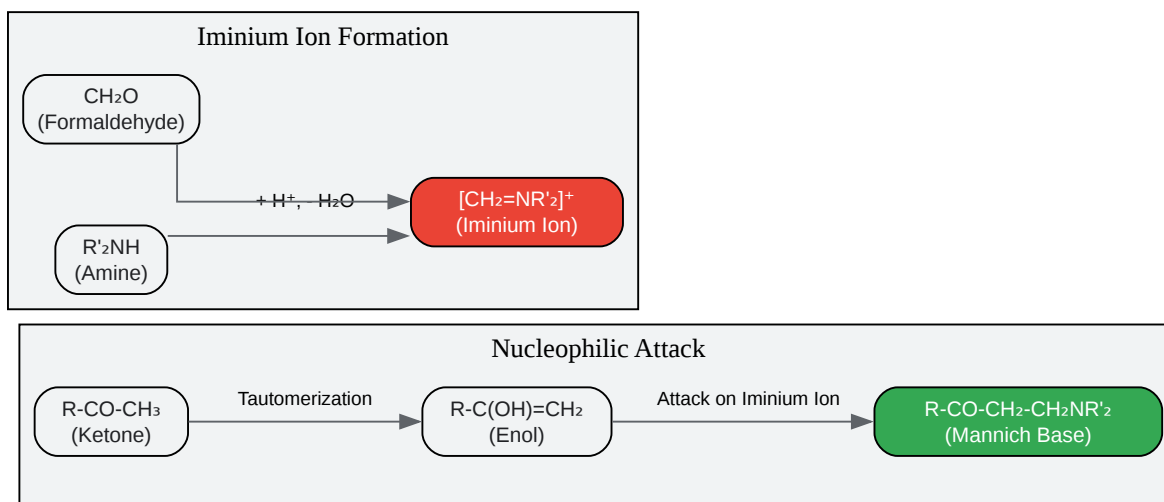 Iminium Ion Formation
CH₂O
(Formaldehyde)
+ H⁺, - H₂O
[CH₂=NR'₂]⁺
(Iminium Ion)
R'₂NH
(Amine)
Nucleophilic Attack
R-CO-CH₃
(Ketone)
Tautomerization
R-C(OH)=CH₂
(Enol)
Attack on Iminium Ion
R-CO-CH₂-CH₂NR'₂
(Mannich Base)